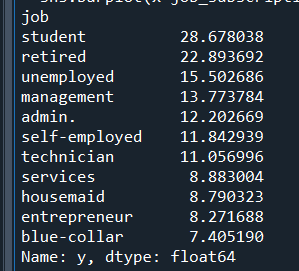 job
student 28.678038
retired 22.893692
unemployed 15.502686
management 13.773784
admin. 12.202669
self-employed 11.842939
technician 11.056996
services 8.883004
housemaid 8.790323
entrepreneur 8.271688
blue-collar 7.405190
Name: y, dtype: float64